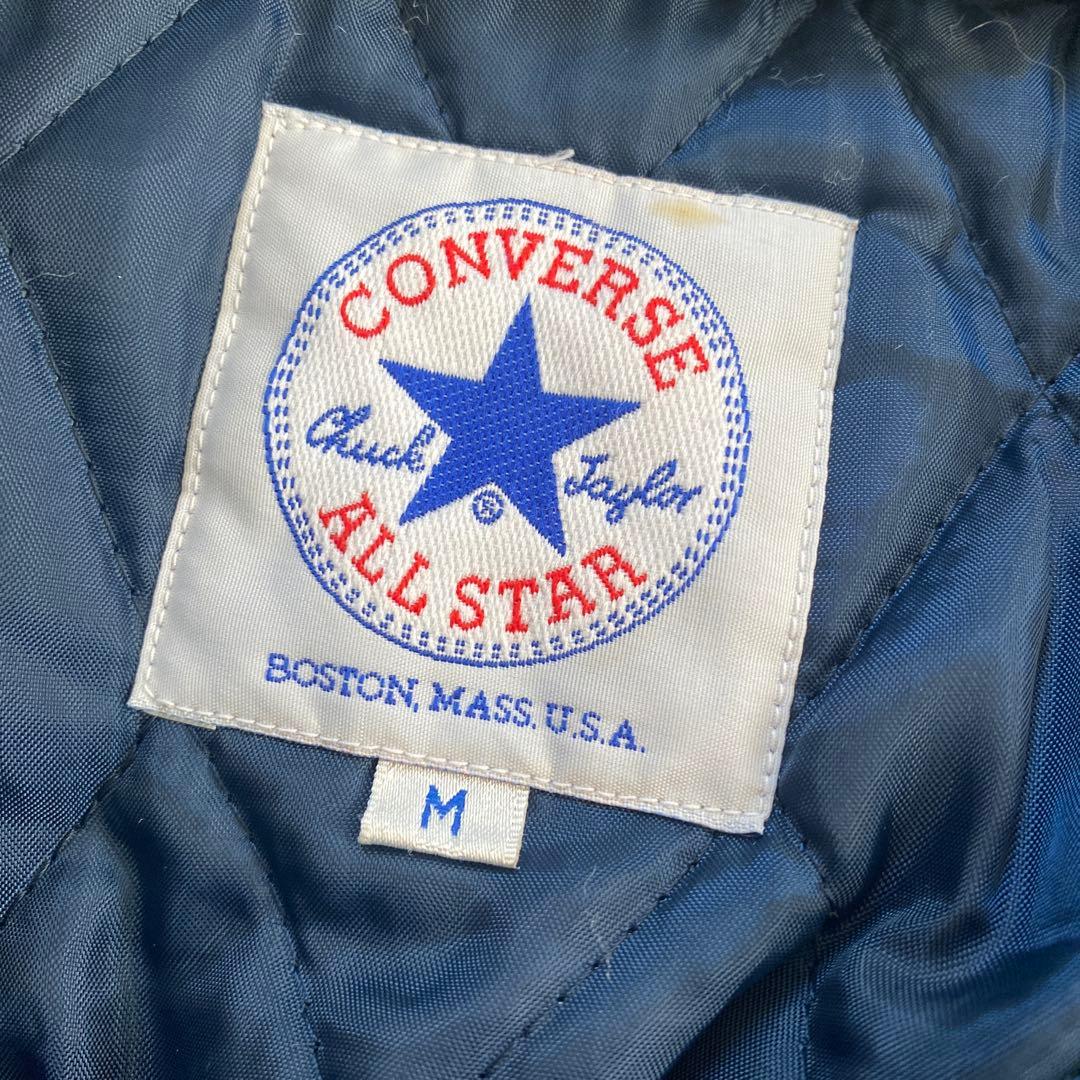 CONVERSE
Chuck Taylor
®
ALL STAR
BOSTON, MASS. U.S.A.
M